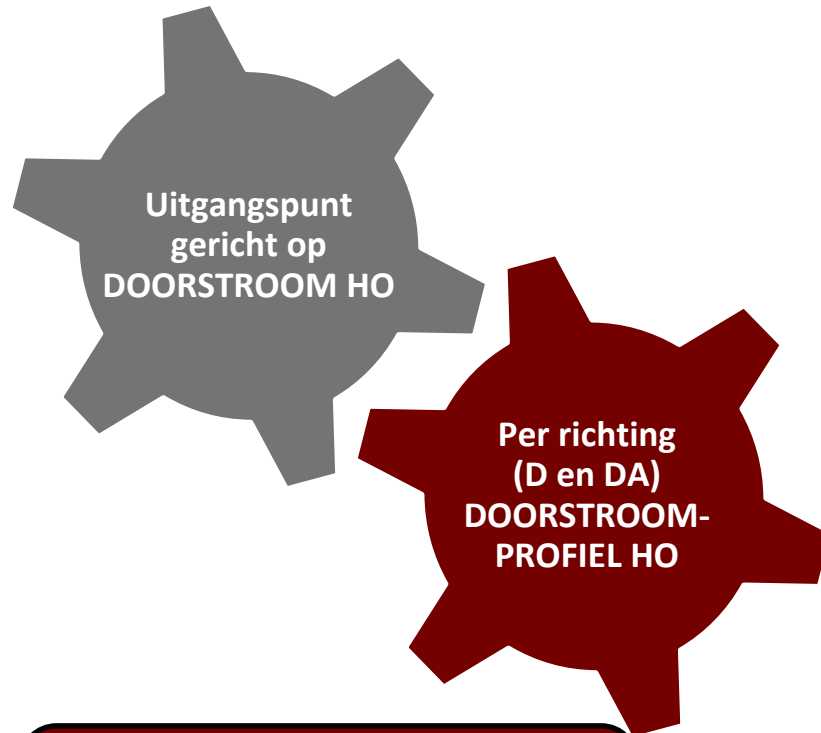 Uitgangspunt
gericht op
DOORSTROOM HO
Per richting
(D en DA)
DOORSTROOM-
PROFIEL HO